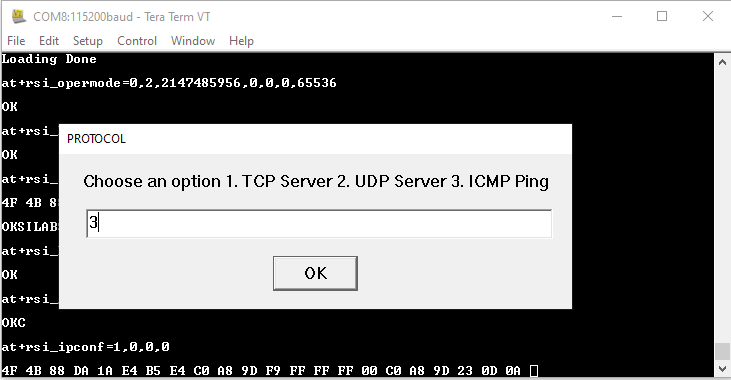 COM8:115200baud - Tera Term VT
File Edit Setup Control Window Help
Loading Done
at+rsi_opermode=0,2,2147485956,0,0,0,65536
OK
at+rsi_
PROTOCOL
OK
Choose an option 1. TCP Server 2. UDP Server 3. ICMP Ping
at+rsi_
4F 4B 88
3
OKSILABS
at+rsi_
OK
OK
at+rsi_
OKC
at+rsi_ipconf=1,0,0,0
4F 4B 88 DA 1A E4 B5 E4 C0 A8 9D F9 FF FF FF 00 C0 A8 9D 23 0D 0A